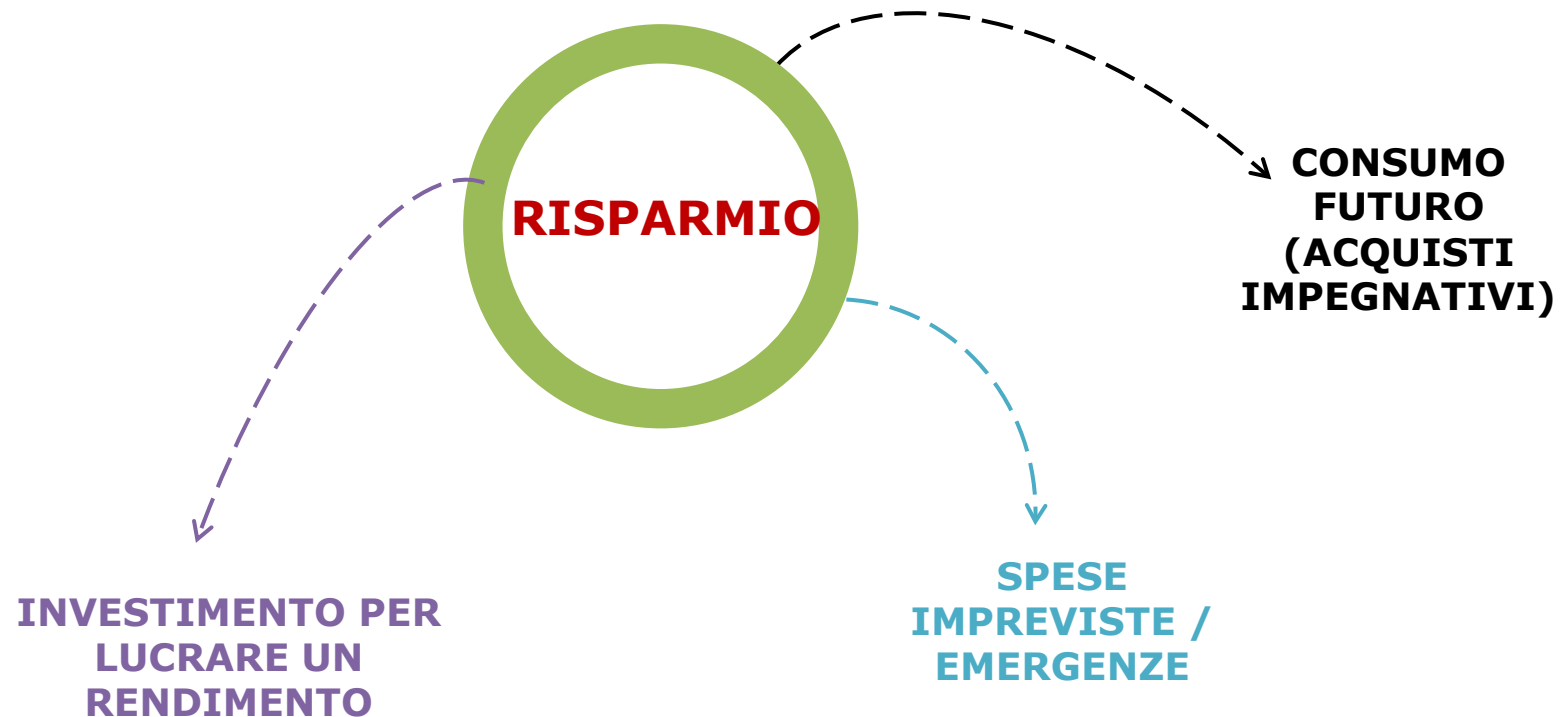 RISPARMIO
CONSUMO
FUTURO
(ACQUISTI
IMPEGNATIVI)
SPESE
IMPREVISTE /
EMERGENZE
INVESTIMENTO PER
LUCRARE UN
RENDIMENTO